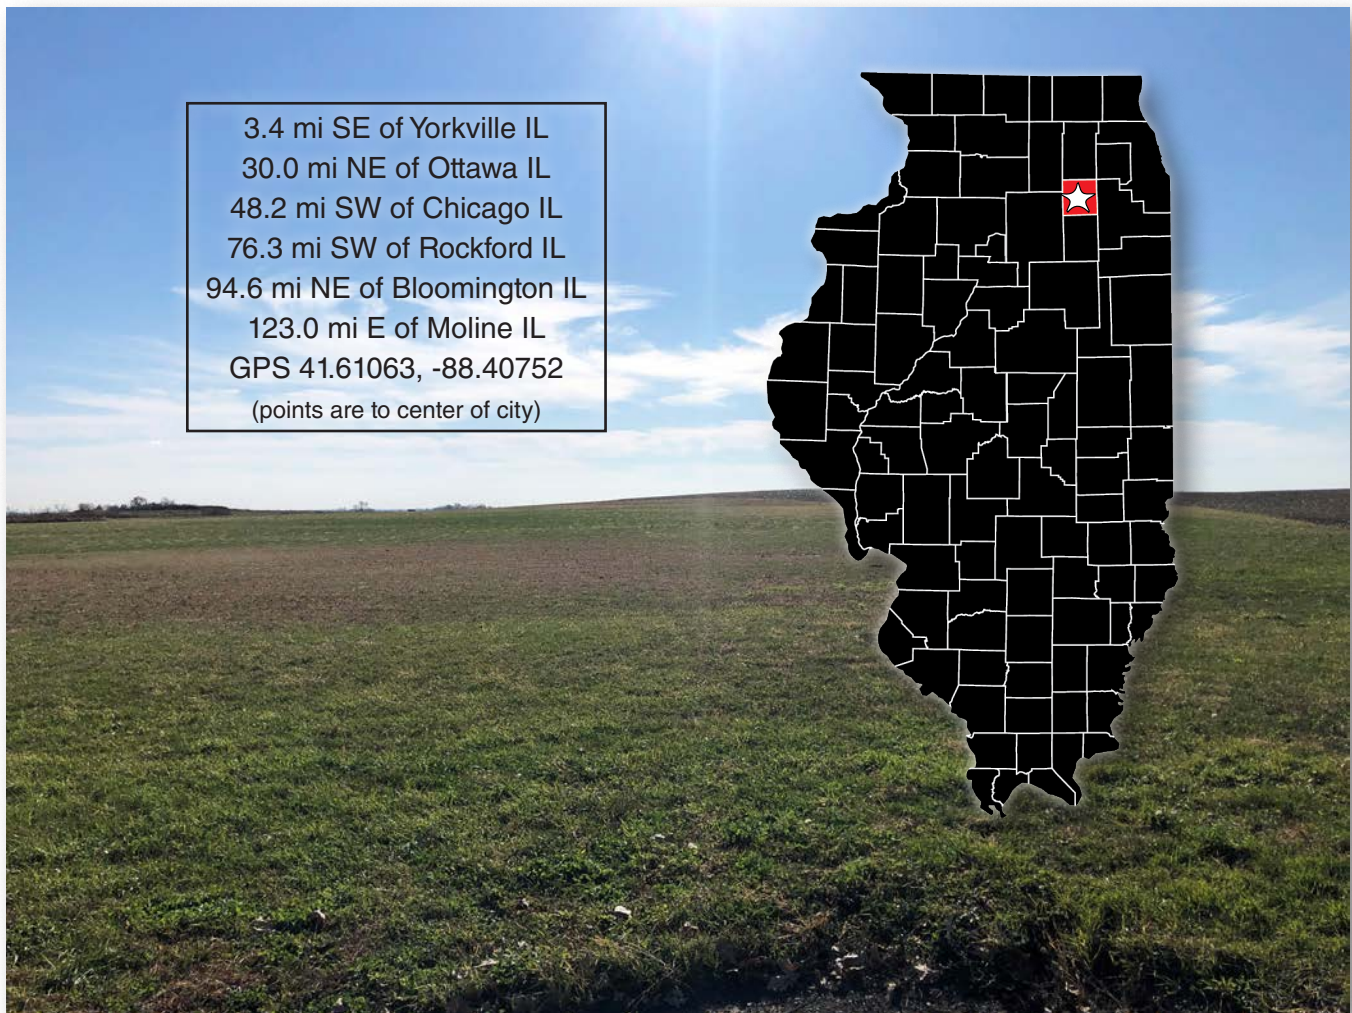 3.4 mi SE of Yorkville IL
30.0 mi NE of Ottawa IL
48.2 mi SW of Chicago IL
76.3 mi SW of Rockford IL
94.6 mi NE of Bloomington IL
123.0 mi E of Moline IL
GPS 41.61063, -88.40752
(points are to center of city)